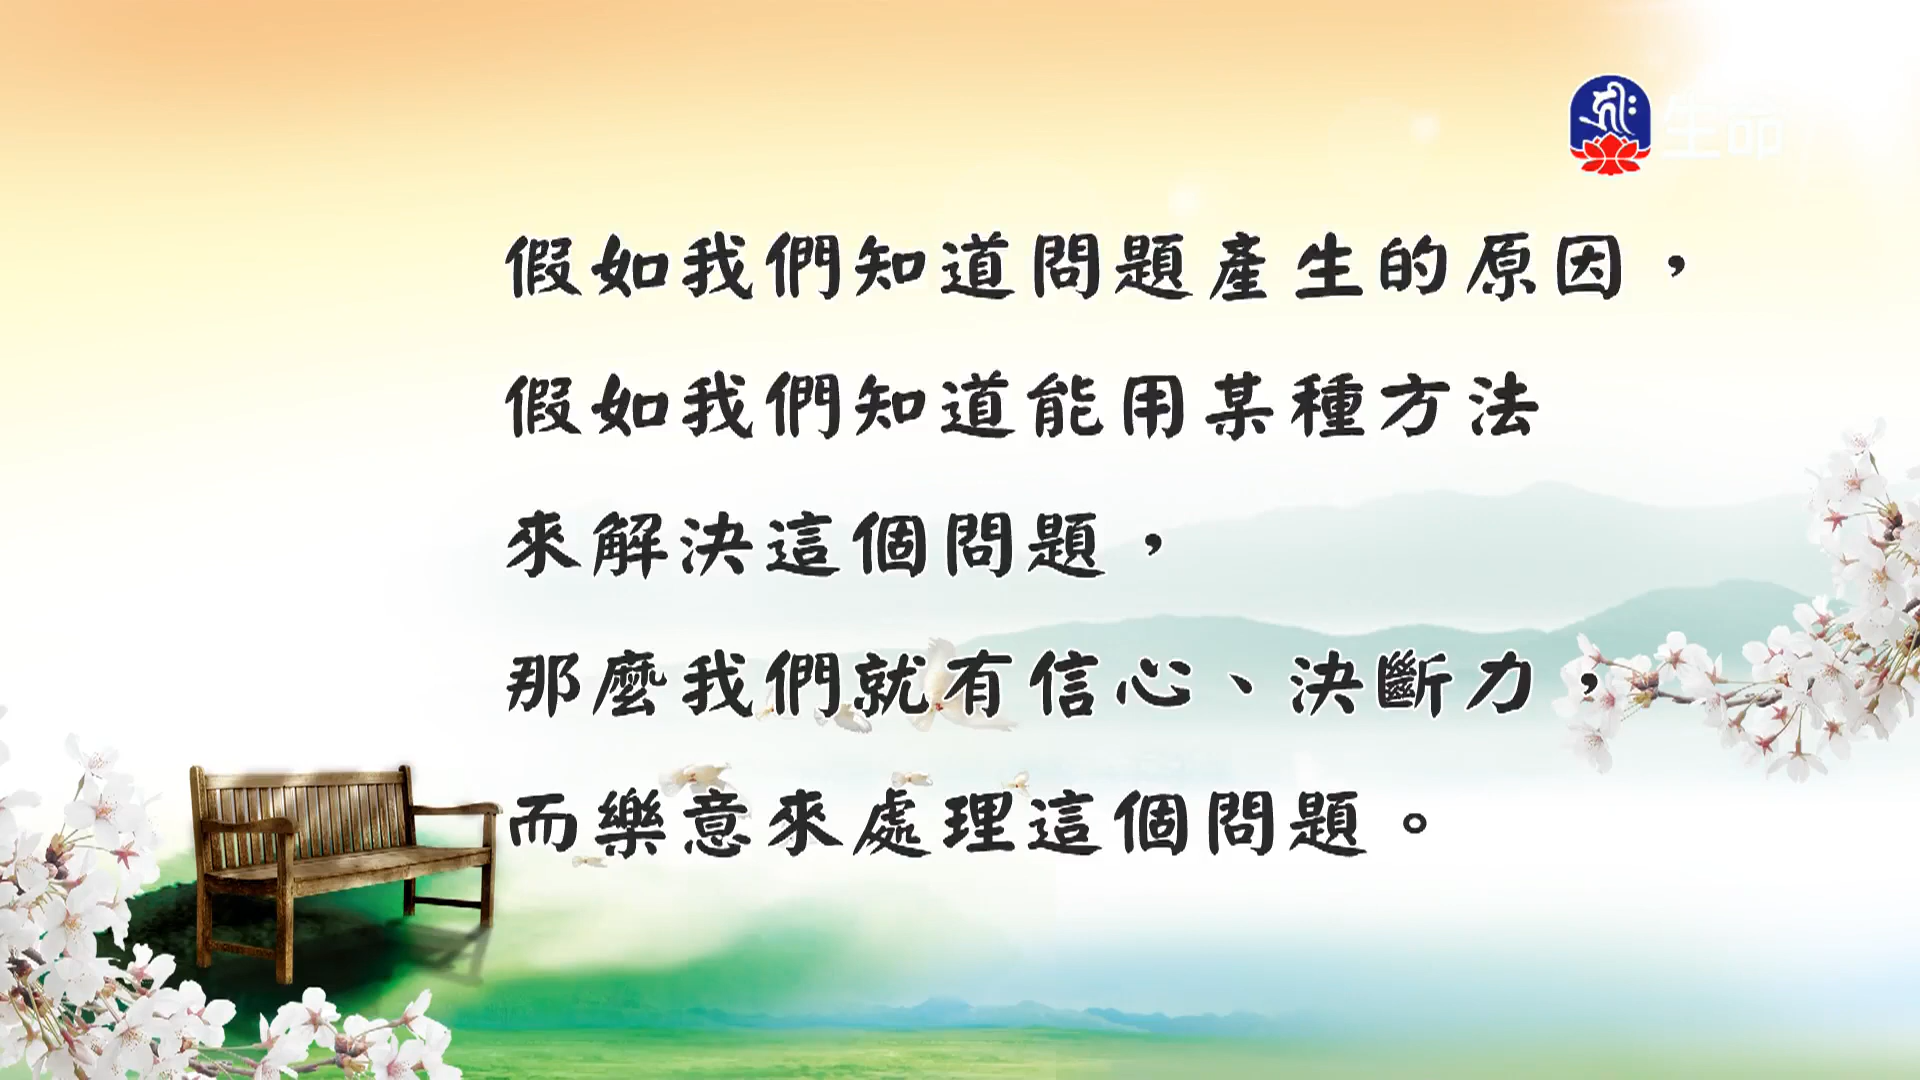 生命
假如我們知道問題產生的原因，
假如我們知道能用某種方法
來解決這個問題，
那麼我們就有信心、決斷力，
而樂意來處理這個問題。